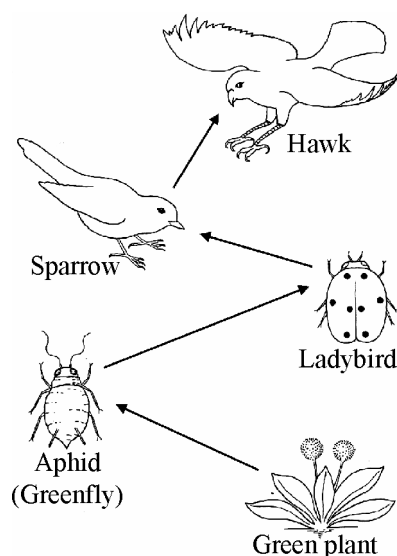 Hawk
Sparrow
Ladybird
Aphid
(Greenfly)
Green plant